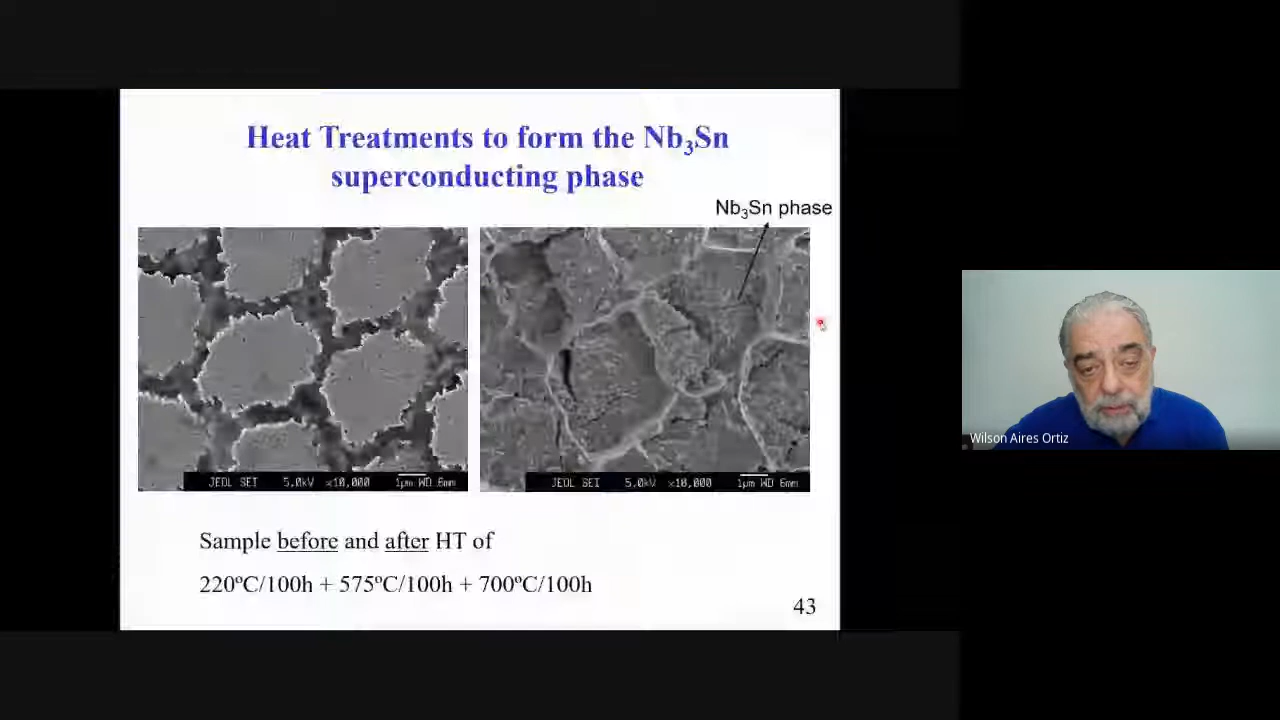 Heat Treatments to form the Nb₃Sn
superconducting phase
Nb₃Sn phase
JEOL SEI 5.0kV ×10,000 1µm WD 6mm
JEOL SEI 5.0kV ×10,000 1µm WD 6mm
Sample before and after HT of
220ºC/100h + 575ºC/100h + 700ºC/100h
43
Wilson Aires Ortiz